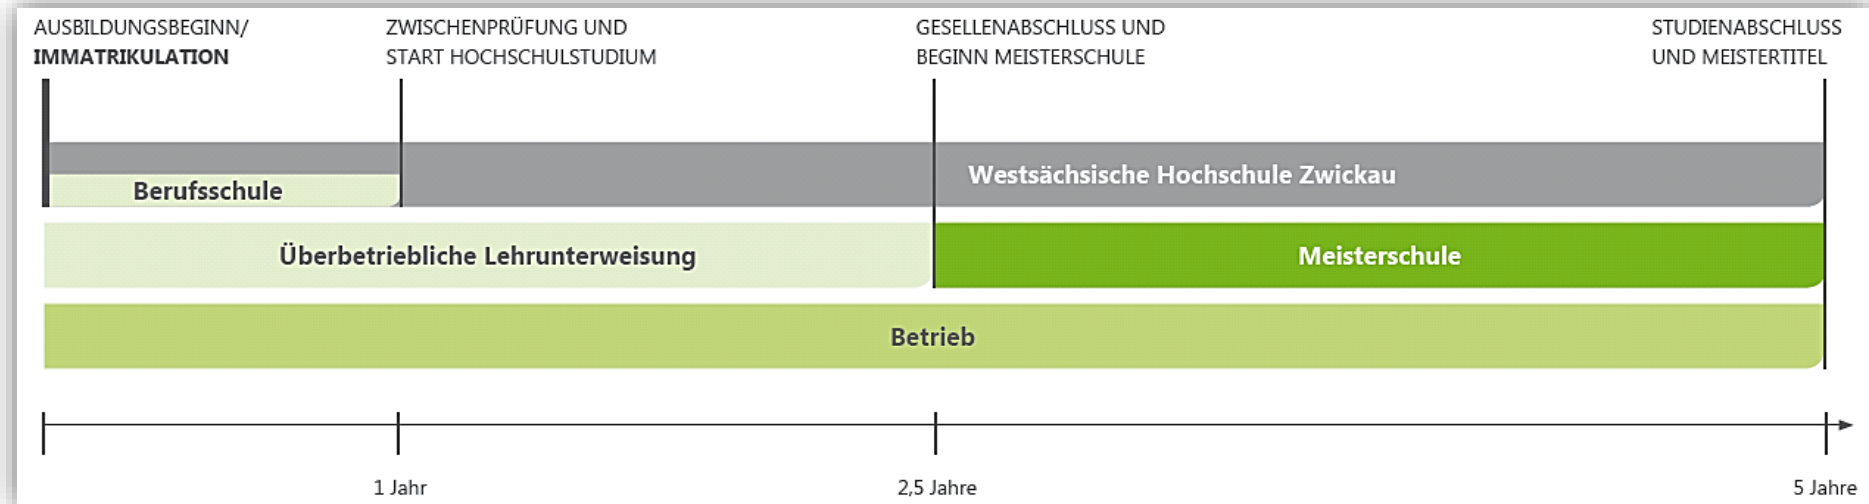 AUSBILDUNGSBEGINN/
IMMATRIKULATION
ZWISCHENPRÜFUNG UND
START HOCHSCHULSTUDIUM
GESELLENABSCHLUSS UND
BEGINN MEISTERSCHULE
STUDIENABSCHLUSS
UND MEISTERTITEL
Westsächsische Hochschule Zwickau
Berufsschule
Überbetriebliche Lehrunterweisung
Meisterschule
Betrieb
1 Jahr
2,5 Jahre
5 Jahre